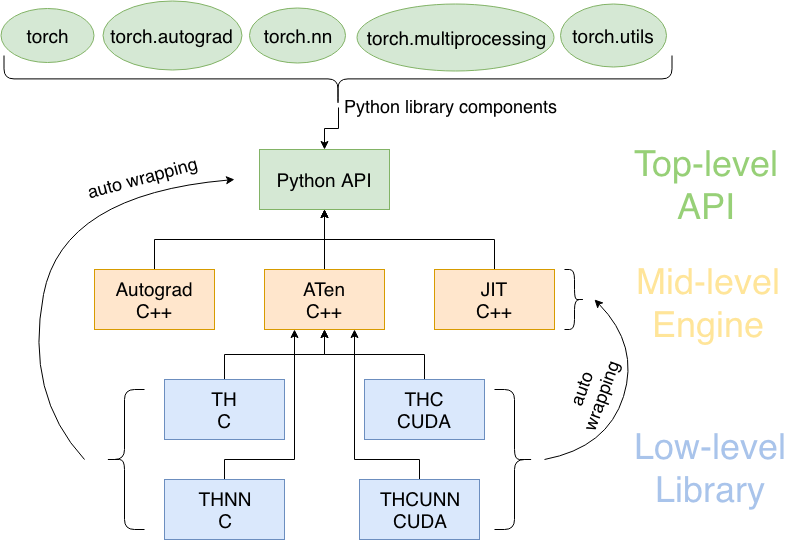 torch
torch.autograd
torch.nn
torch.multiprocessing
torch.utils
Python library components
auto wrapping
Python API
Top-level
API
Autograd
C++
ATen
C++
JIT
C++
Mid-level
Engine
auto
wrapping
TH
C
THC
CUDA
Low-level
Library
THNN
C
THCUNN
CUDA